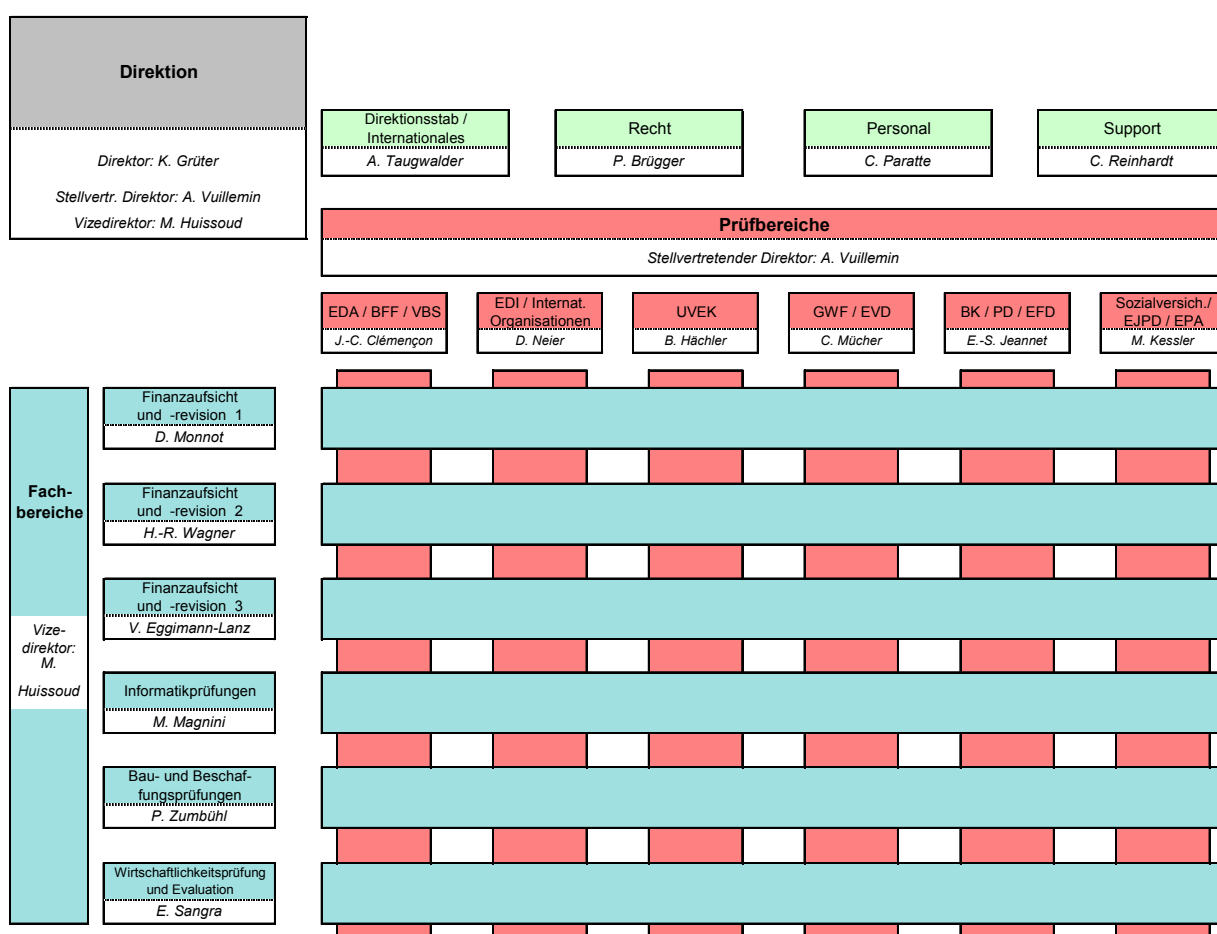 Direktion
Direktor: K. Grüter
Stellvertr. Direktor: A. Vuillemin
Vizedirektor: M. Huissoud
Direktionsstab /
Internationales
A. Taugwalder
Recht
P. Brügger
Personal
C. Paratte
Support
C. Reinhardt
Prüfbereiche
Stellvertretender Direktor: A. Vuillemin
EDA / BFF / VBS
J.-C. Clémençon
EDI / Internat.
Organisationen
D. Neier
UVEK
B. Hächler
GWF / EVD
C. Mücher
BK / PD / EFD
E.-S. Jeannet
Sozialversich./
EJPD / EPA
M. Kessler
Fach-
bereiche
Vize-
direktor:
M.
Huissoud
Finanzaufsicht
und -revision 1
D. Monnot
Finanzaufsicht
und -revision 2
H.-R. Wagner
Finanzaufsicht
und -revision 3
V. Eggimann-Lanz
Informatikprüfungen
M. Magnini
Bau- und Beschaf-
fungsprüfungen
P. Zumbühl
Wirtschaftlichkeitsprüfung
und Evaluation
E. Sangra